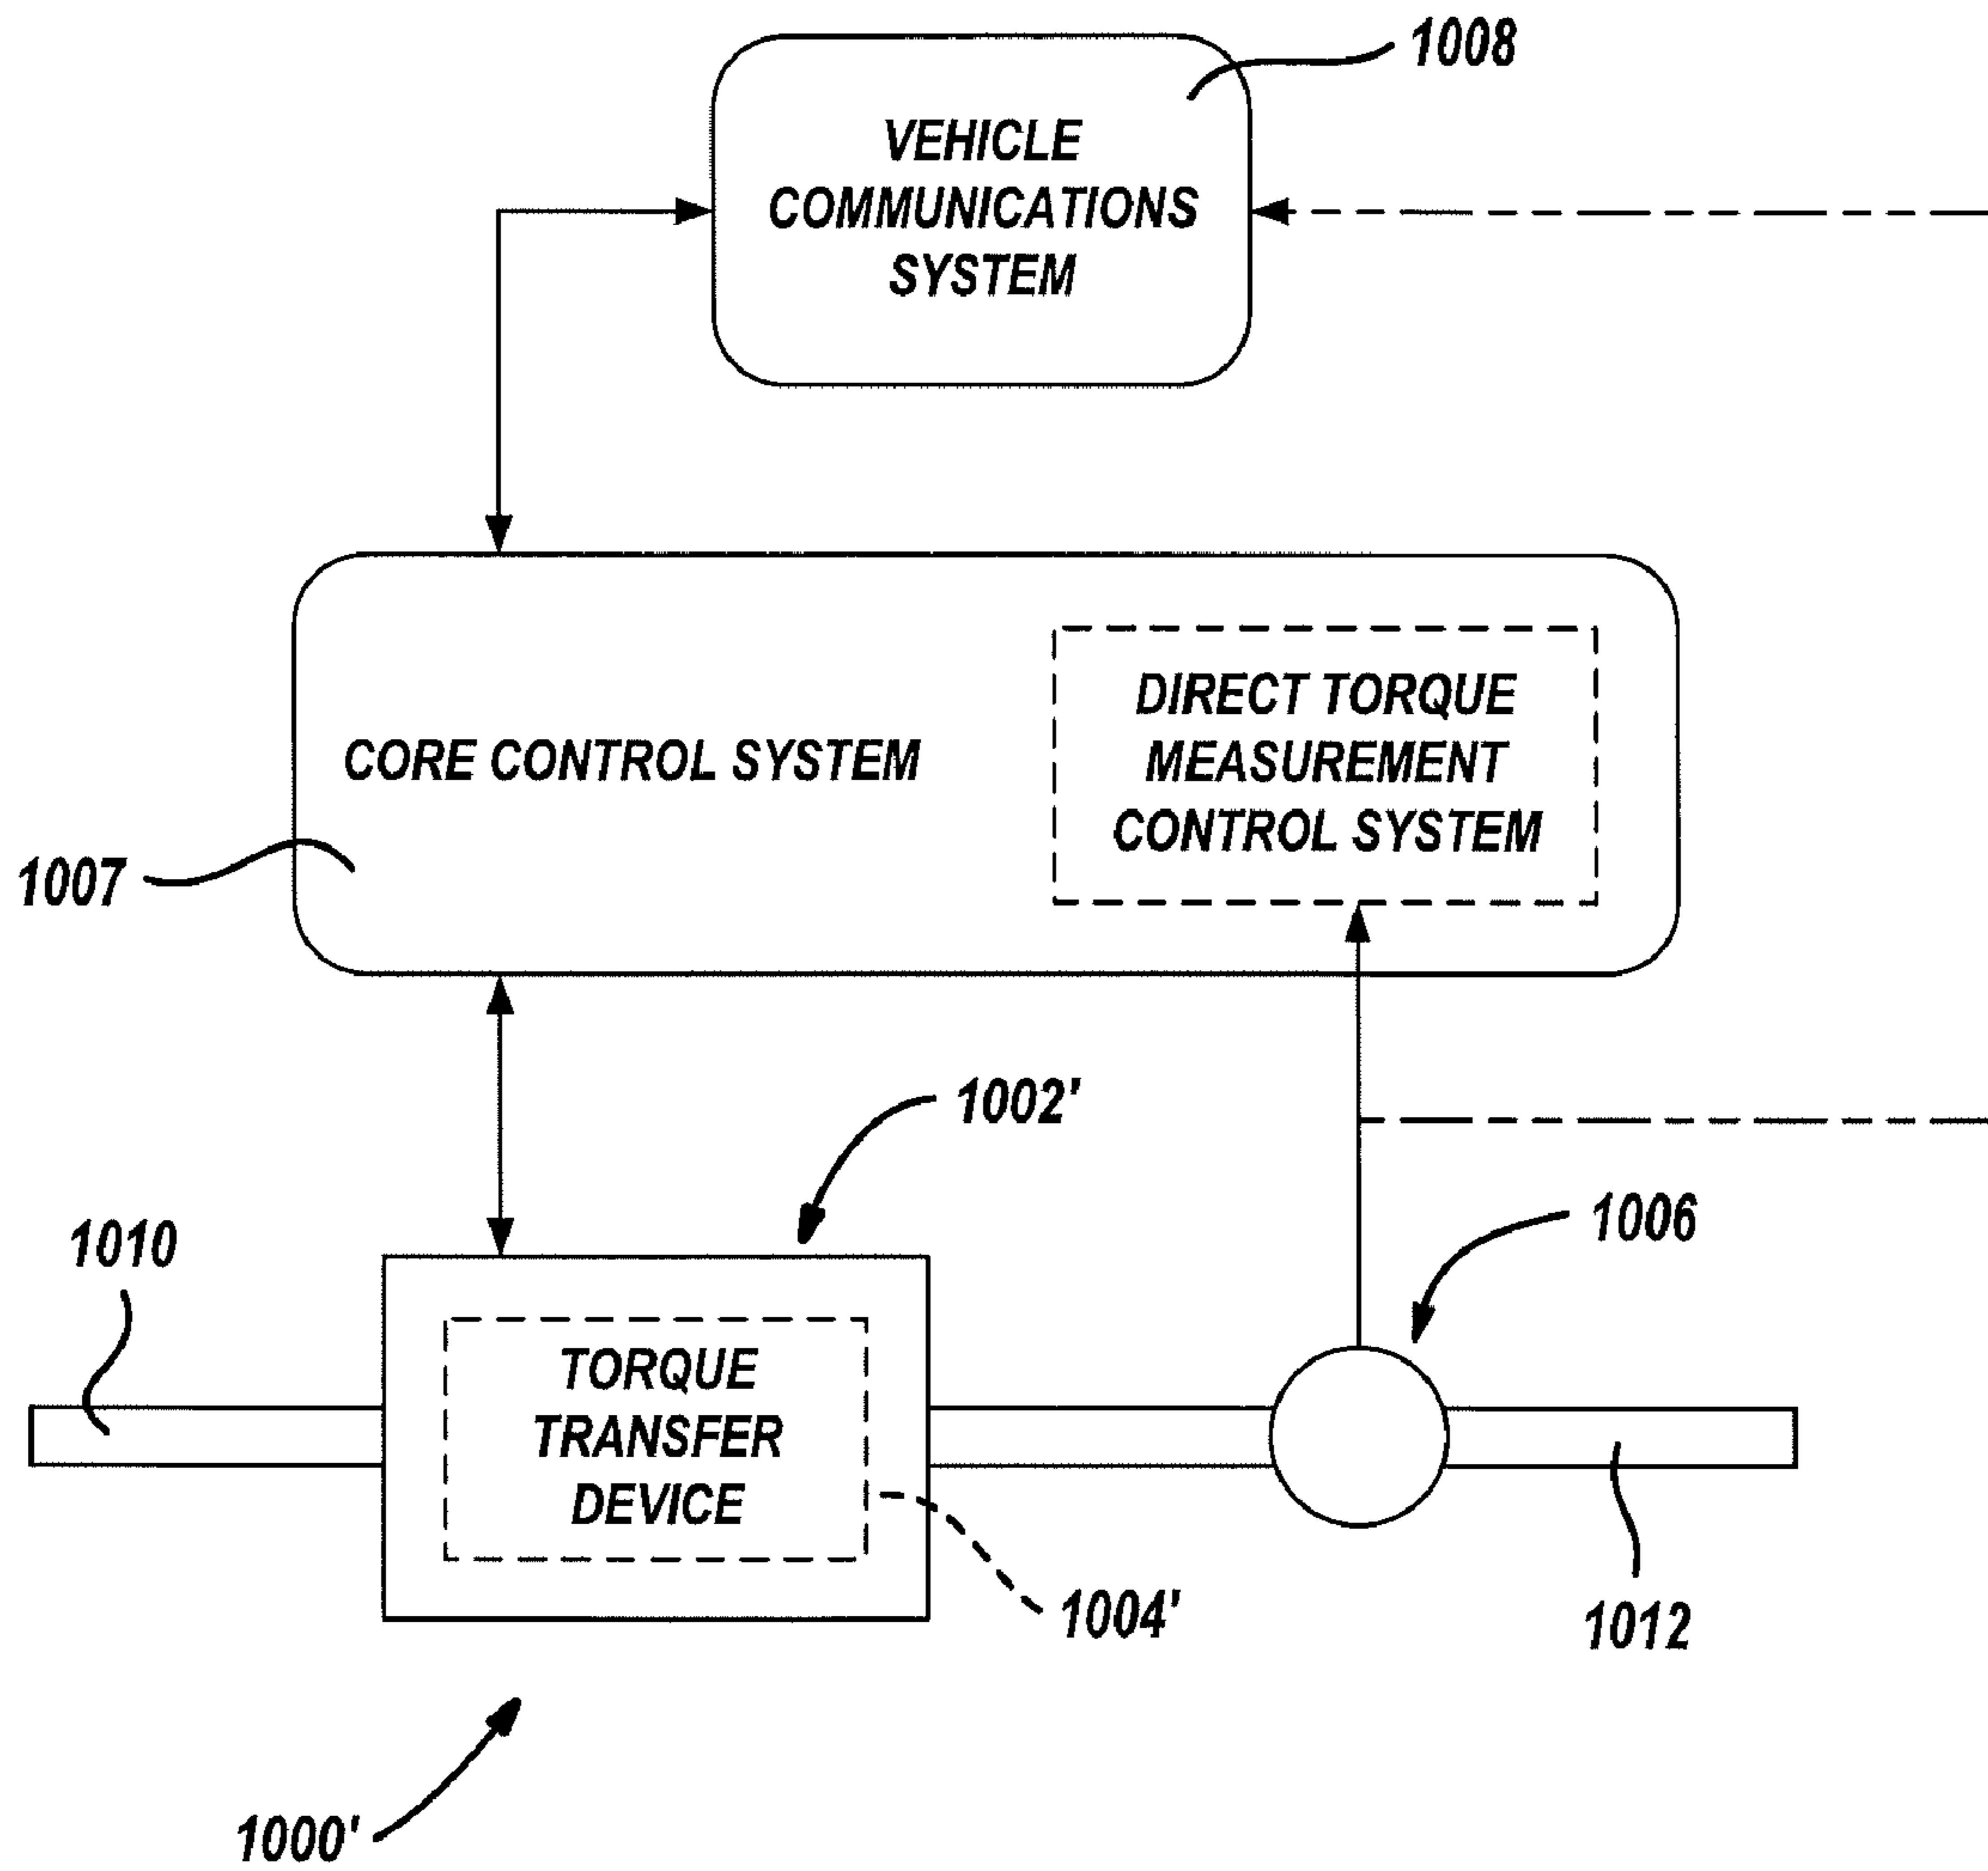 1008
VEHICLE
COMMUNICATIONS
SYSTEM
CORE CONTROL SYSTEM
DIRECT TORQUE
MEASUREMENT
CONTROL SYSTEM
1007
1002'
1006
1010
TORQUE
TRANSFER
DEVICE
1004'
1012
1000'